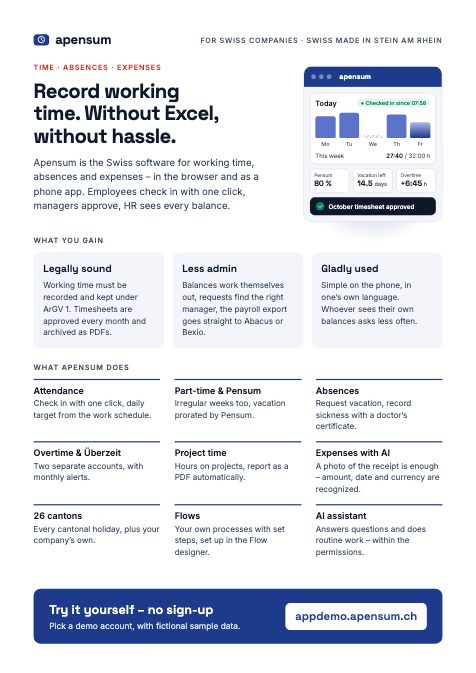 apensum
FOR SWISS COMPANIES · SWISS MADE IN STEIN AM RHEIN
TIME · ABSENCES · EXPENSES
Record working
time. Without Excel,
without hassle.
Apensum is the Swiss software for working time,
absences and expenses – in the browser and as a
phone app. Employees check in with one click,
managers approve, HR sees every balance.
apensum
Today
Checked in since 07:58
Mo Tu We Th Fr
This week 27:40 / 32:00 h
Pensum
80 %
Vacation left
14.5 days
Overtime
+6:45 h
October timesheet approved
WHAT YOU GAIN
Legally sound
Working time must be
recorded and kept under
ArGV 1. Timesheets are
approved every month and
archived as PDFs.
Less admin
Balances work themselves
out, requests find the right
manager, the payroll export
goes straight to Abacus or
Bexio.
Gladly used
Simple on the phone, in
one's own language.
Whoever sees their own
balances asks less often.
WHAT APENSUM DOES
Attendance
Check in with one click, daily
target from the work schedule.
Part-time & Pensum
Irregular weeks too, vacation
prorated by Pensum.
Absences
Request vacation, record
sickness with a doctor's
certificate.
Overtime & Überzeit
Two separate accounts, with
monthly alerts.
Project time
Hours on projects, report as a
PDF automatically.
Expenses with AI
A photo of the receipt is enough
– amount, date and currency are
recognized.
26 cantons
Every cantonal holiday, plus your
company's own.
Flows
Your own processes with set
steps, set up in the Flow
designer.
AI assistant
Answers questions and does
routine work – within the
permissions.
Try it yourself – no sign-up
Pick a demo account, with fictional sample data.
appdemo.apensum.ch